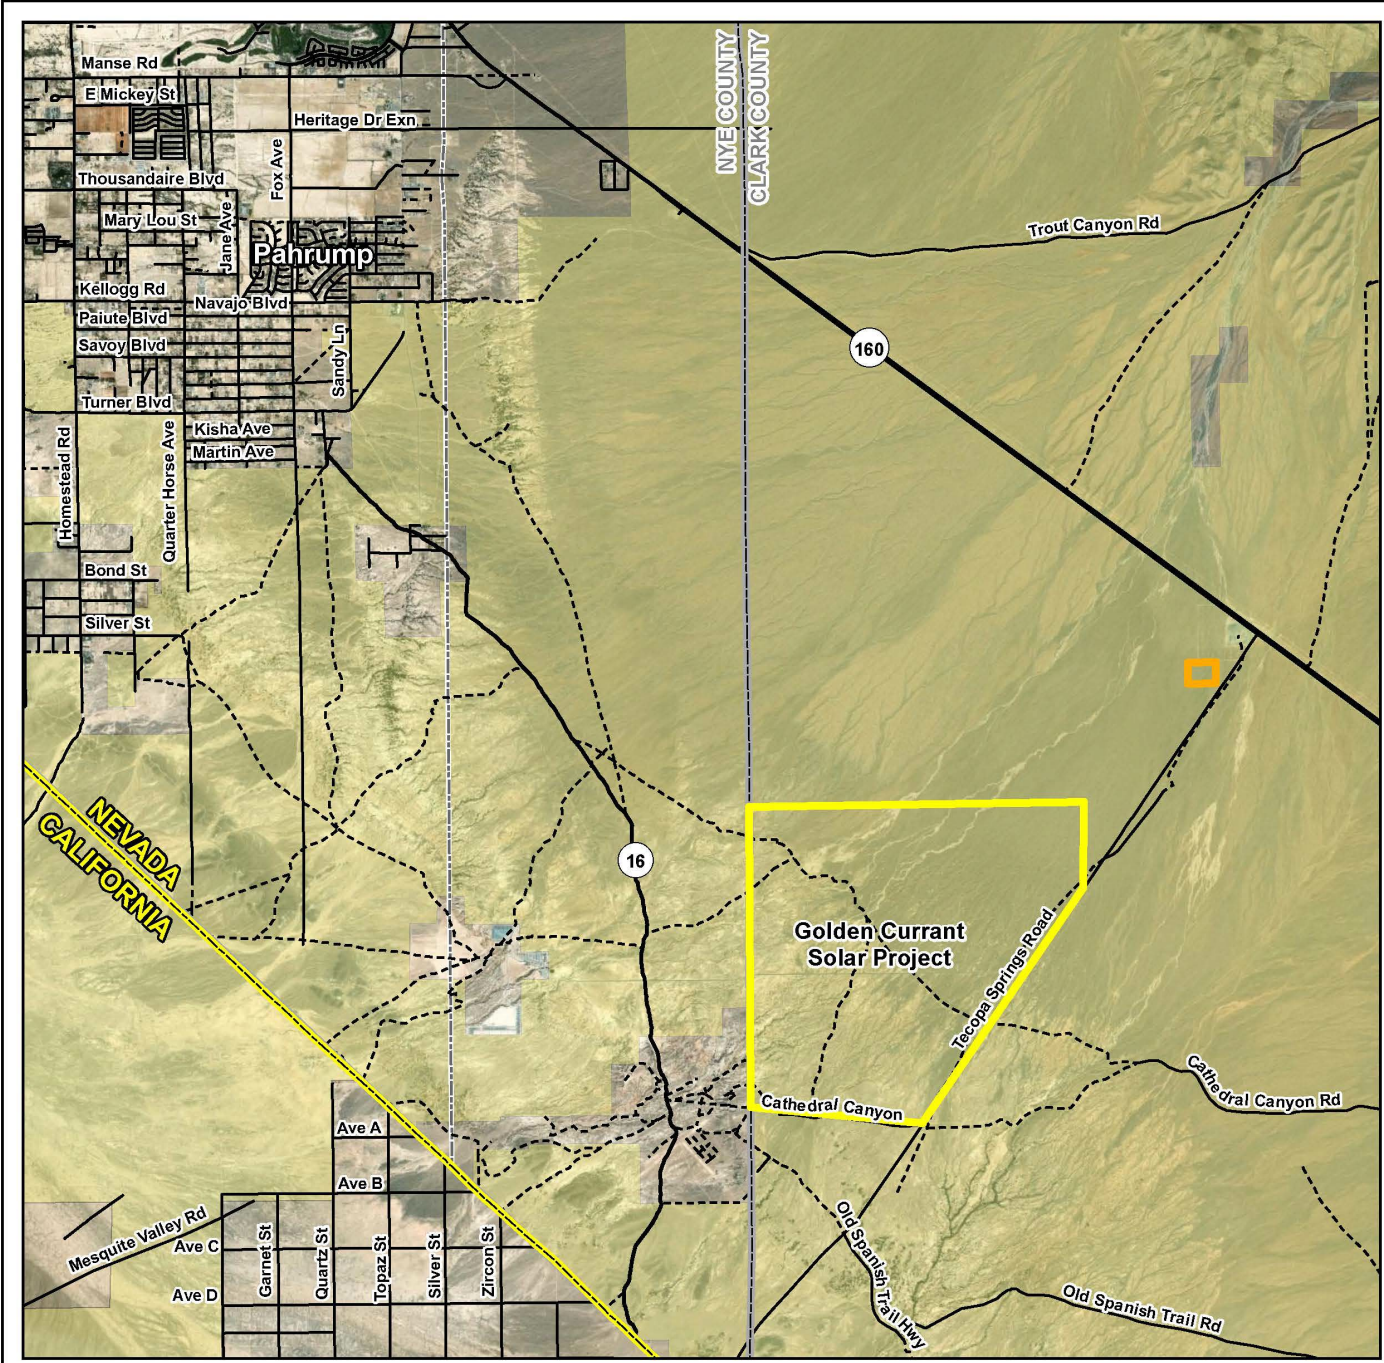 Manse Rd
NYE COUNTY
CLARK COUNTY
E Mickey St
Heritage Dr Exn
Fox Ave
Thousandaire Blvd
Mary Lou St
Jane Ave
Trout Canyon Rd
Pahrump
Kellogg Rd
Navajo Blvd
Paiute Blvd
Savoy Blvd
Sandy Ln
160
Turner Blvd
Kisha Ave
Martin Ave
Homestead Rd
Quarter Horse Ave
Bond St
Silver St
NEVADA
CALIFORNIA
16
Golden Currant
Solar Project
Tecopa Springs Road
Cathedral Canyon Rd
Cathedral Canyon
Ave A
Ave B
Mesquite Valley Rd
Ave C
Ave D
Garnet St
Quartz St
Topaz St
Silver St
Zircon St
Old Spanish Trail Hwy
Old Spanish Trail Rd